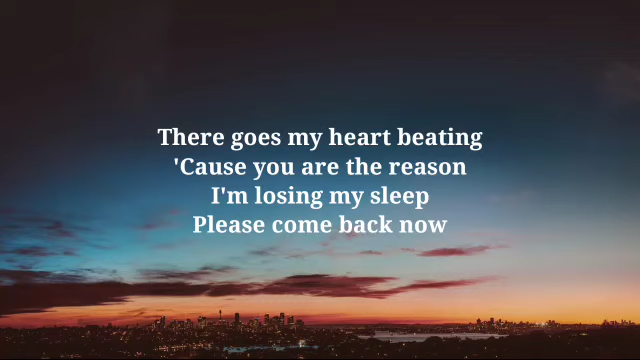 There goes my heart beating
'Cause you are the reason
I'm losing my sleep
Please come back now